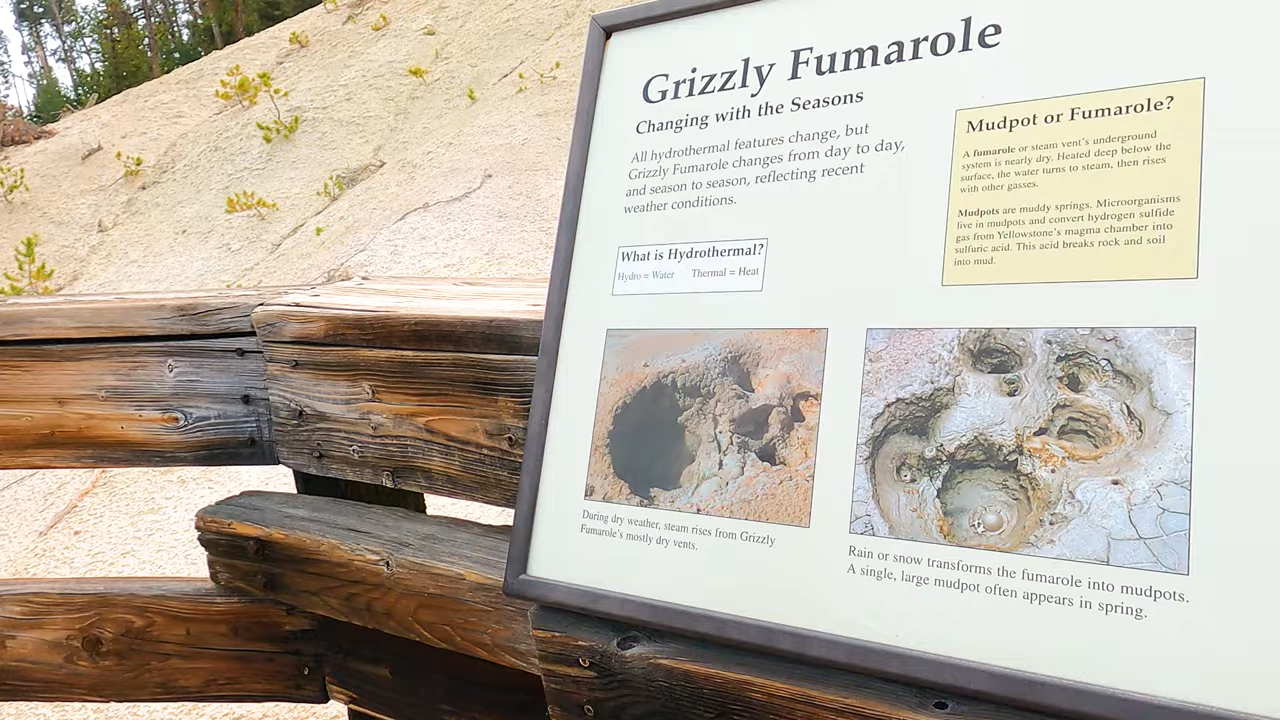 Grizzly Fumarole
Changing with the Seasons
All hydrothermal features change, but
Grizzly Fumarole changes from day to day,
and season to season, reflecting recent
weather conditions.
What is Hydrothermal?
Hydro = Water Thermal = Heat
Mudpot or Fumarole?
A fumarole or steam vent's underground
system is nearly dry. Heated deep below the
surface, the water turns to steam, then rises
with other gasses.
Mudpots are muddy springs. Microorganisms
live in mudpots and convert hydrogen sulfide
gas from Yellowstone's magma chamber into
sulfuric acid. This acid breaks rock and soil
into mud.
During dry weather, steam rises from Grizzly
Fumarole's mostly dry vents.
Rain or snow transforms the fumarole into mudpots.
A single, large mudpot often appears in spring.